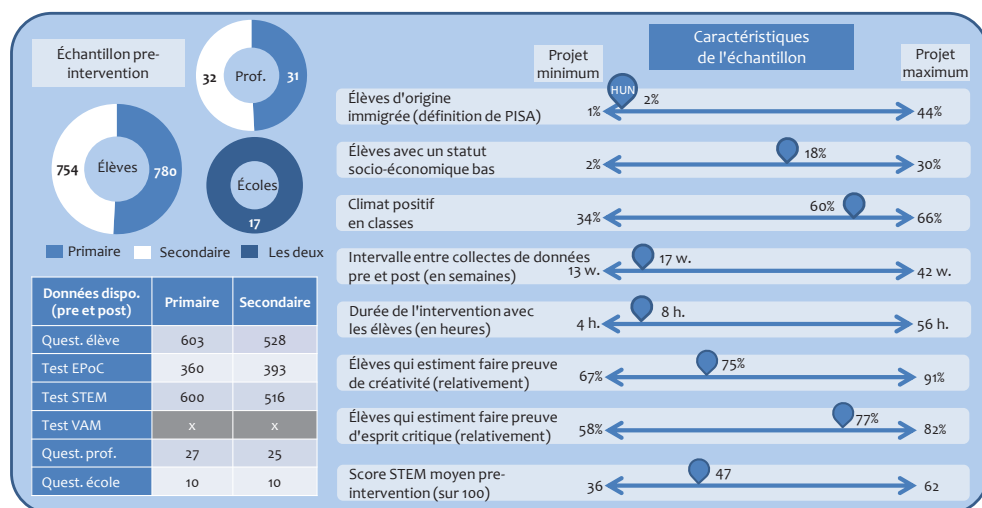 Échantillon pre-
intervention
32
Prof.
31
754
Élèves
780
Écoles
17
Primaire
Secondaire
Les deux
Données dispo.
(pre et post)
Primaire
Secondaire
Quest. élève
603
528
Test EPoC
360
393
Test STEM
600
516
Test VAM
x
x
Quest. prof.
27
25
Quest. école
10
10
Projet
minimum
Caractéristiques
de l'échantillon
Projet
maximum
Élèves d'origine
immigrée (définition de PISA)
1%
HUN
2%
44%
Élèves avec un statut
socio-économique bas
2%
18%
30%
Climat positif
en classes
34%
60%
66%
Intervalle entre collectes de données
pre et post (en semaines)
13 w.
17 w.
42 w.
Durée de l'intervention avec
les élèves (en heures)
4 h.
8 h.
56 h.
Élèves qui estiment faire preuve
de créativité (relativement)
67%
75%
91%
Élèves qui estiment faire preuve
d'esprit critique (relativement)
58%
77%
82%
Score STEM moyen pre-
intervention (sur 100)
36
47
62